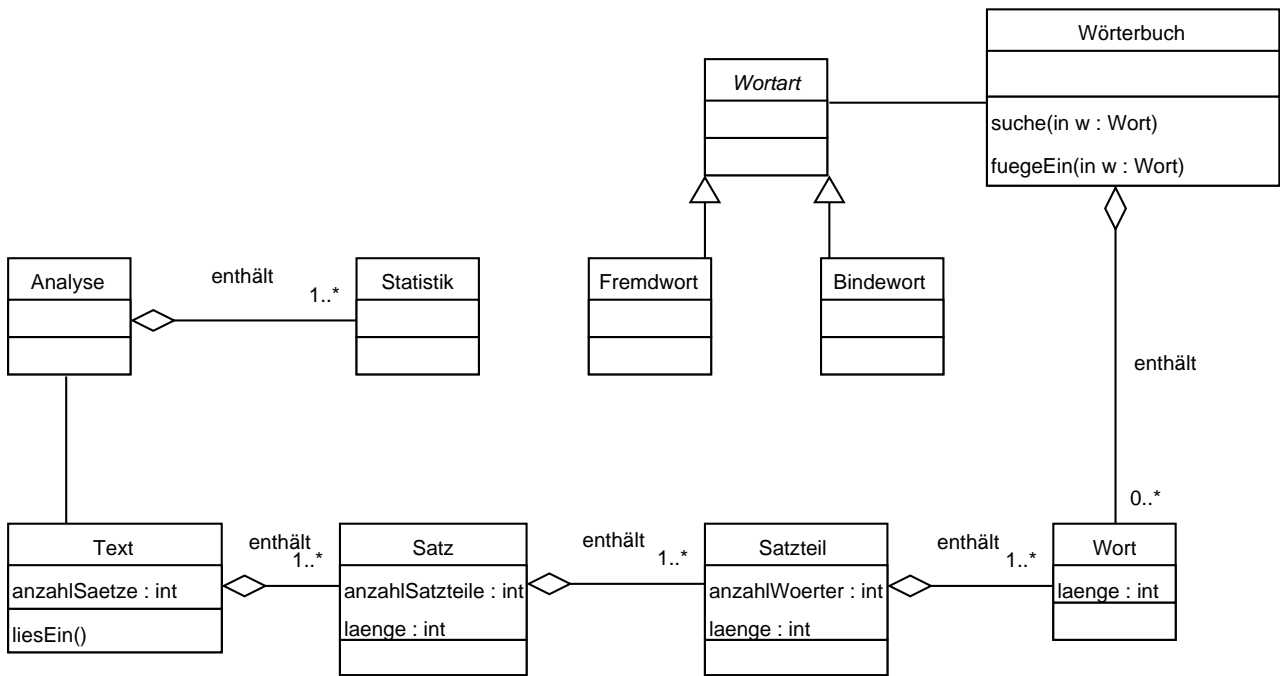 Wörterbuch
suche(in w : Wort)
fuegeEin(in w : Wort)
Wortart
Fremdwort
Bindewort
Analyse
enthält
1..*
Statistik
enthält
0..*
Text
anzahlSaetze : int
liesEin()
enthält
1..*
Satz
anzahlSatzteile : int
laenge : int
enthält
1..*
Satzteil
anzahlWoerter : int
laenge : int
enthält
1..*
Wort
laenge : int